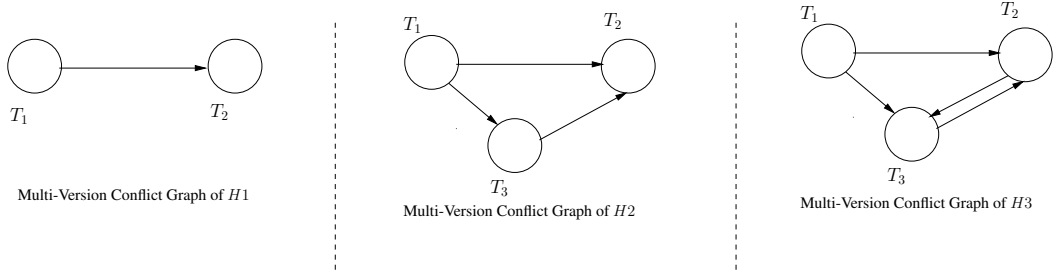 T₁
T₂
Multi-Version Conflict Graph of H1
T₁
T₂
T₃
Multi-Version Conflict Graph of H2
T₁
T₂
T₃
Multi-Version Conflict Graph of H3